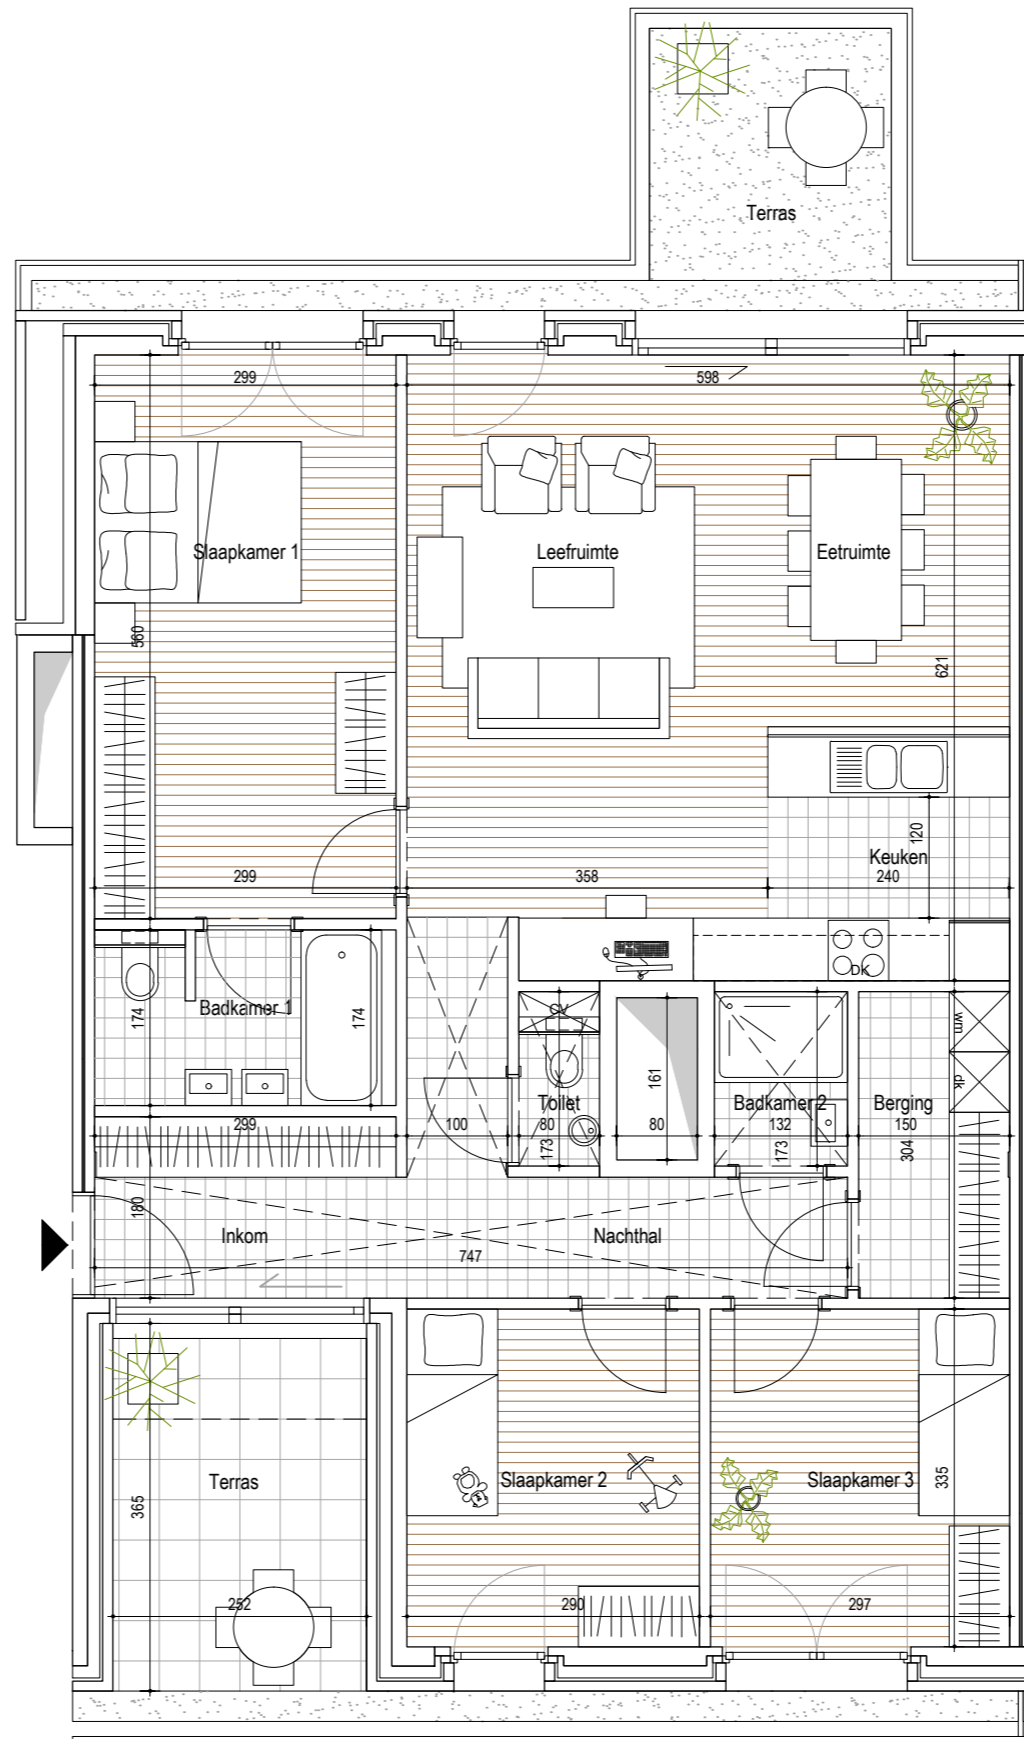 Terras
299
598
Slaapkamer 1
Leefruimte
Eetruimte
560
621
120
Keuken
299
358
240
DK
Badkamer 1
174
174
CV
161
wm
dk
Toilet
Badkamer 2
Berging
299
100
80
80
132
150
173
173
304
180
Inkom
Nachthal
747
Terras
Slaapkamer 2
Slaapkamer 3
365
335
252
290
297